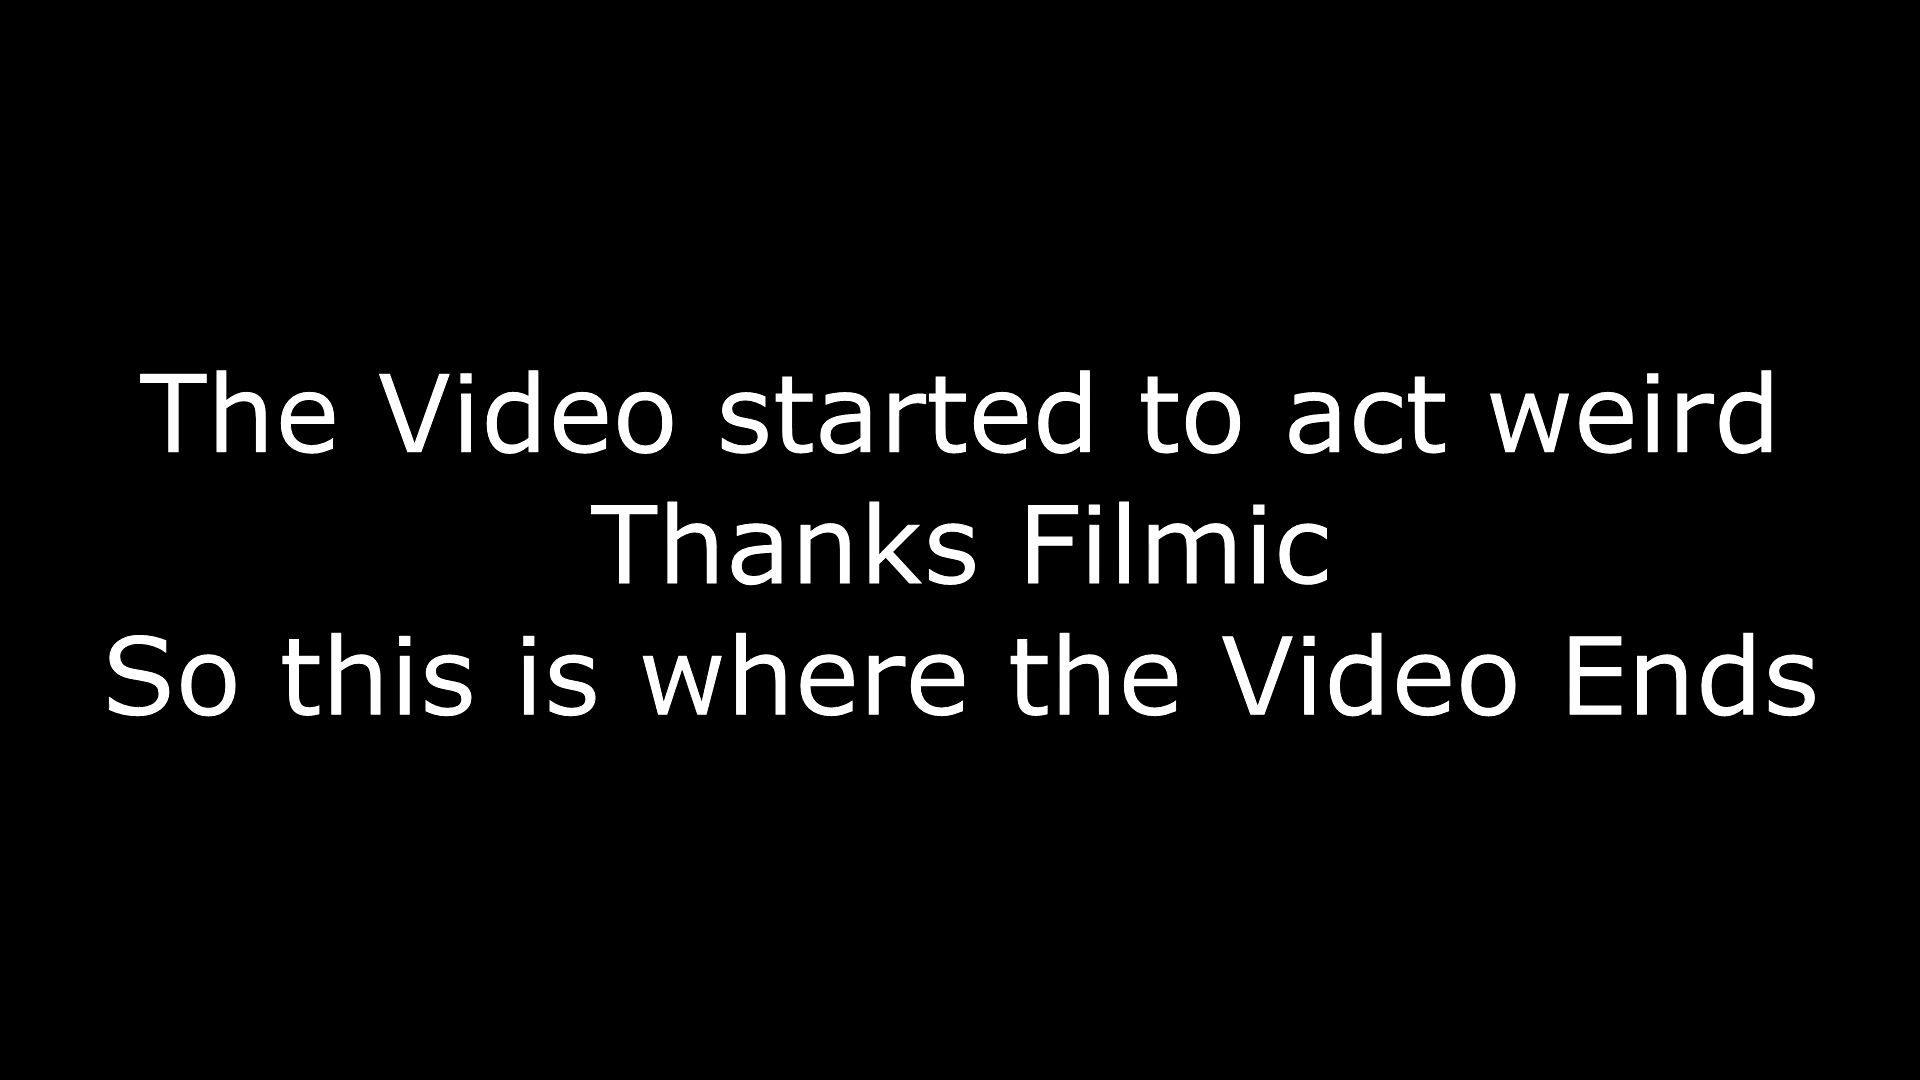 The Video started to act weird
Thanks Filmic
So this is where the Video Ends